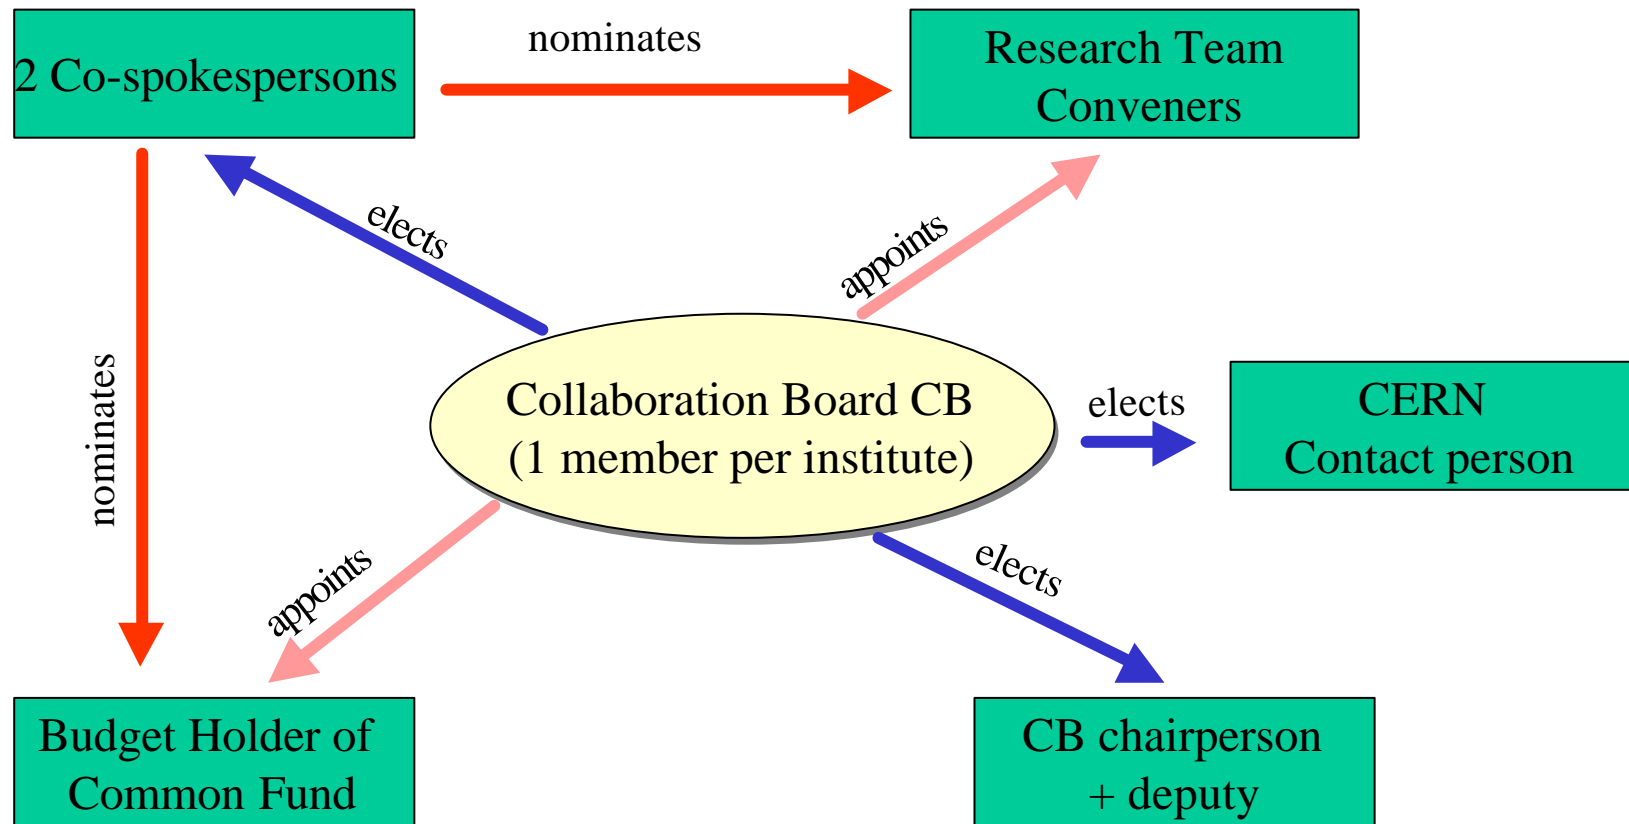 2 Co-spokespersons
nominates
Research Team
Conveners
elects
appoints
nominates
Collaboration Board CB
(1 member per institute)
elects
CERN
Contact person
appoints
elects
Budget Holder of
Common Fund
CB chairperson
+ deputy